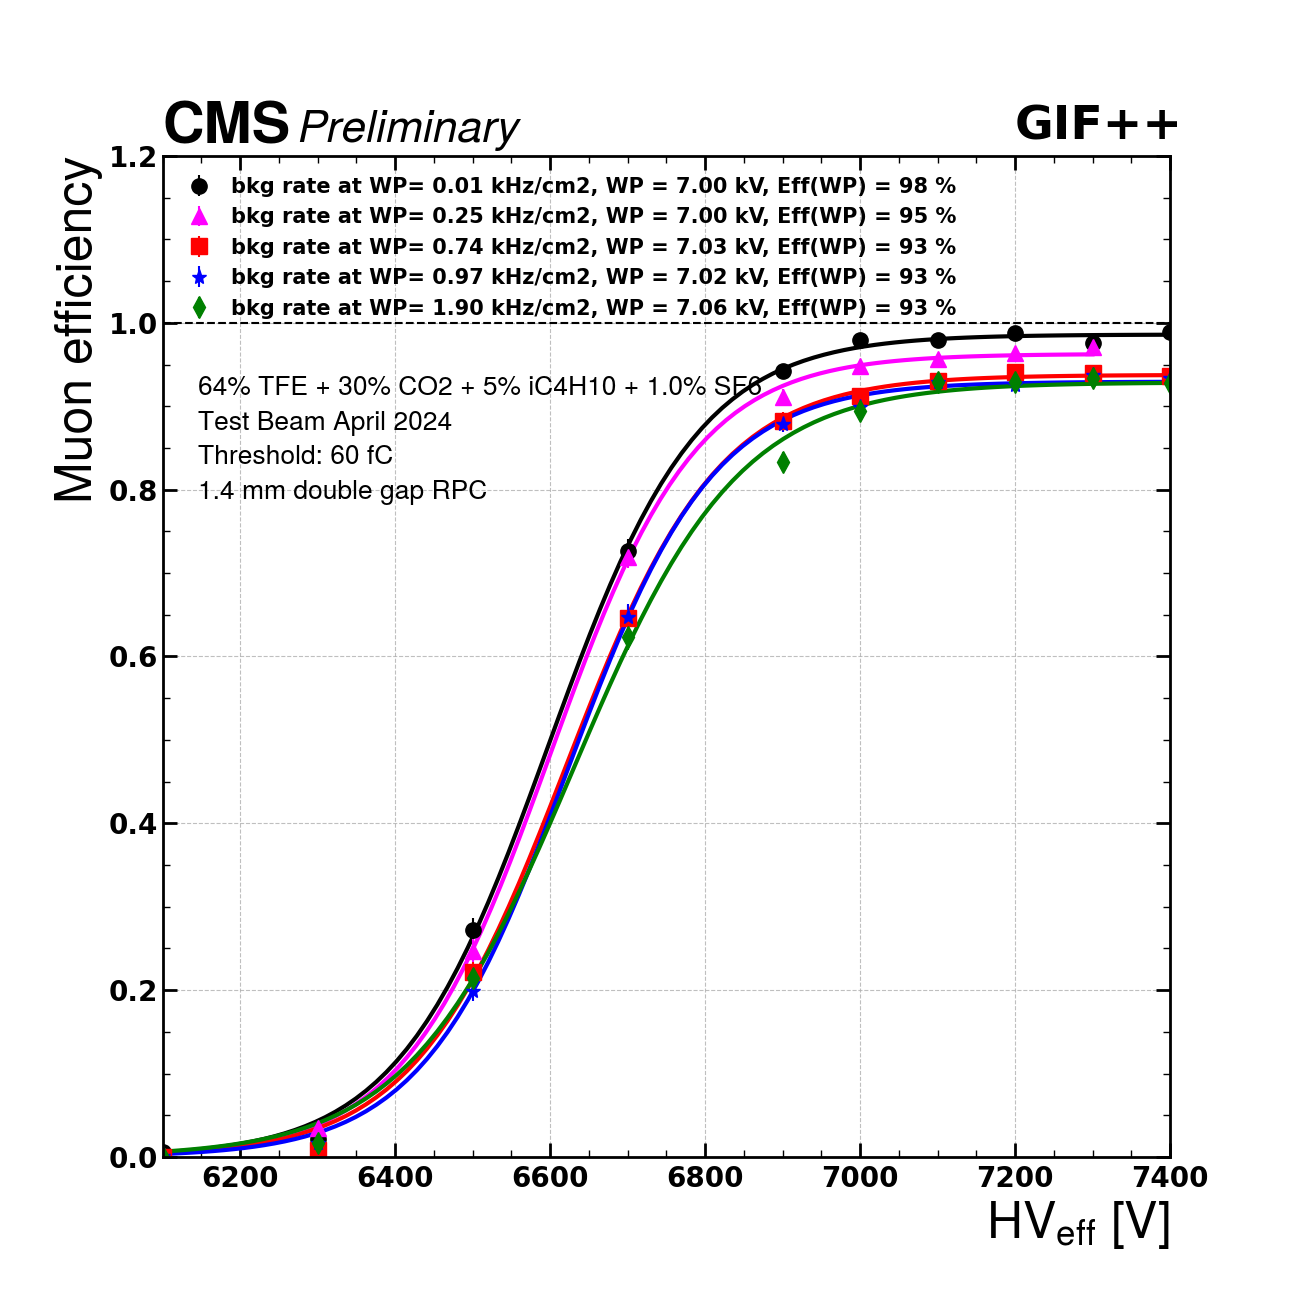 CMS Preliminary GIF++
Muon efficiency
1.2
1.0
0.8
0.6
0.4
0.2
0.0
bkg rate at WP= 0.01 kHz/cm2, WP = 7.00 kV, Eff(WP) = 98 %
bkg rate at WP= 0.25 kHz/cm2, WP = 7.00 kV, Eff(WP) = 95 %
bkg rate at WP= 0.74 kHz/cm2, WP = 7.03 kV, Eff(WP) = 93 %
bkg rate at WP= 0.97 kHz/cm2, WP = 7.02 kV, Eff(WP) = 93 %
bkg rate at WP= 1.90 kHz/cm2, WP = 7.06 kV, Eff(WP) = 93 %
64% TFE + 30% CO2 + 5% iC4H10 + 1.0% SF6
Test Beam April 2024
Threshold: 60 fC
1.4 mm double gap RPC
6200 6400 6600 6800 7000 7200 7400
HVeff [V]